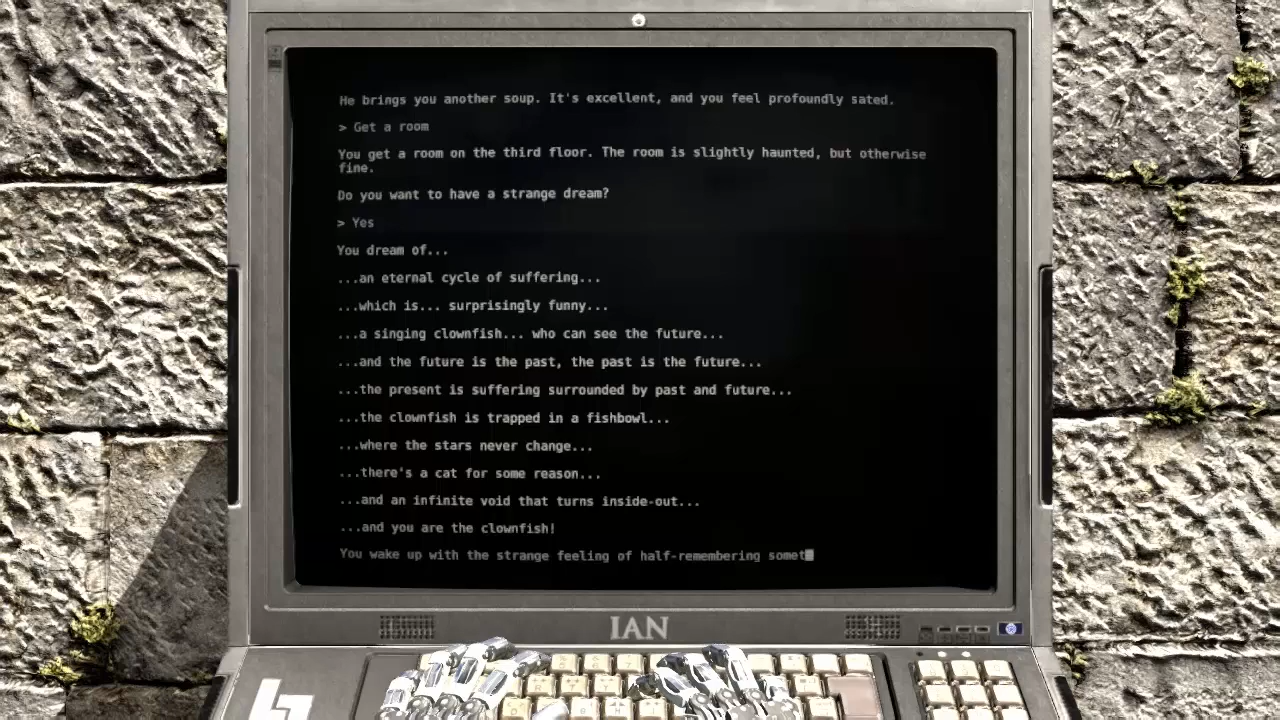 He brings you another soup. It's excellent, and you feel profoundly sated.
> Get a room
You get a room on the third floor. The room is slightly haunted, but otherwise
fine.
Do you want to have a strange dream?
> Yes
You dream of...
...an eternal cycle of suffering...
...which is... surprisingly funny...
...a singing clownfish... who can see the future...
...and the future is the past, the past is the future...
...the present is suffering surrounded by past and future...
...the clownfish is trapped in a fishbowl...
...where the stars never change...
...there's a cat for some reason...
...and an infinite void that turns inside-out...
...and you are the clownfish!
You wake up with the strange feeling of half-remembering somet
IAN